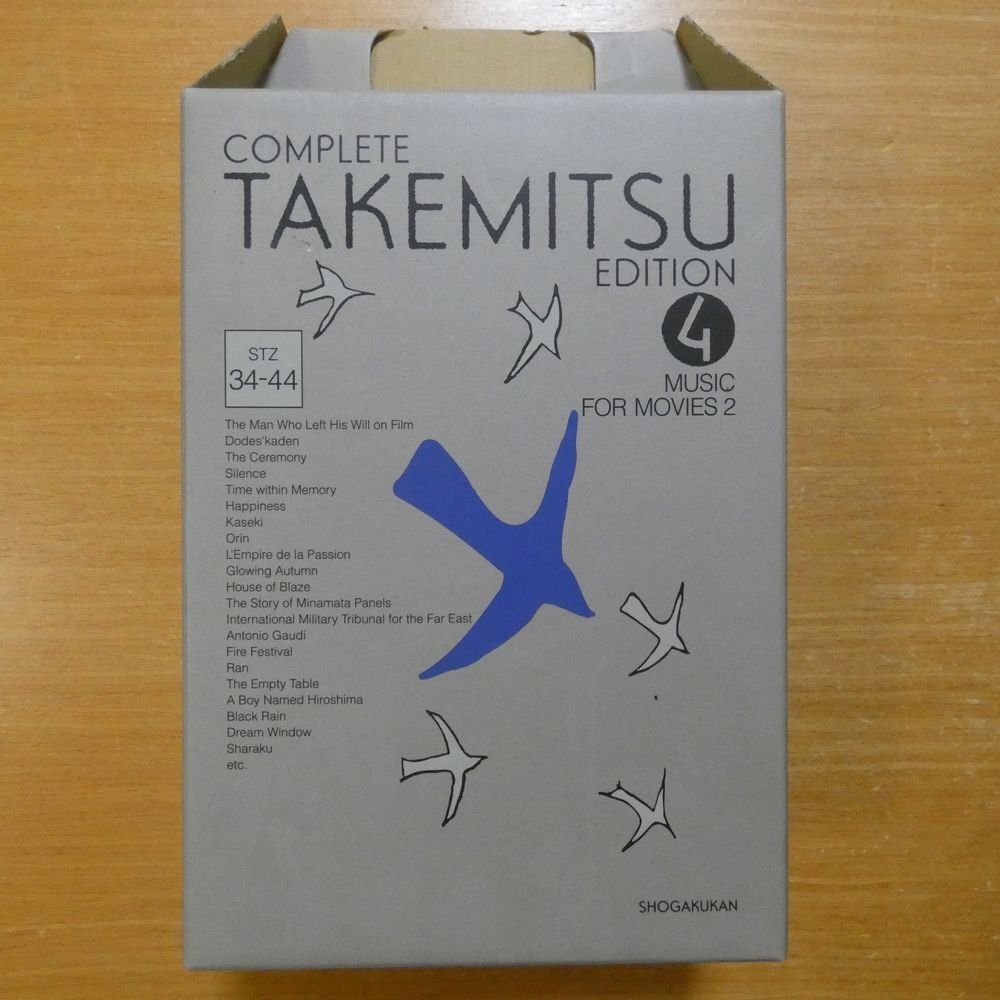 COMPLETE
TAKEMITSU
EDITION
4
MUSIC
FOR MOVIES 2
STZ
34-44
The Man Who Left His Will on Film
Dodes'kaden
The Ceremony
Silence
Time within Memory
Happiness
Kaseki
Orin
L'Empire de la Passion
Glowing Autumn
House of Blaze
The Story of Minamata Panels
International Military Tribunal for the Far East
Antonio Gaudi
Fire Festival
Ran
The Empty Table
A Boy Named Hiroshima
Black Rain
Dream Window
Sharaku
etc.
SHOGAKUKAN